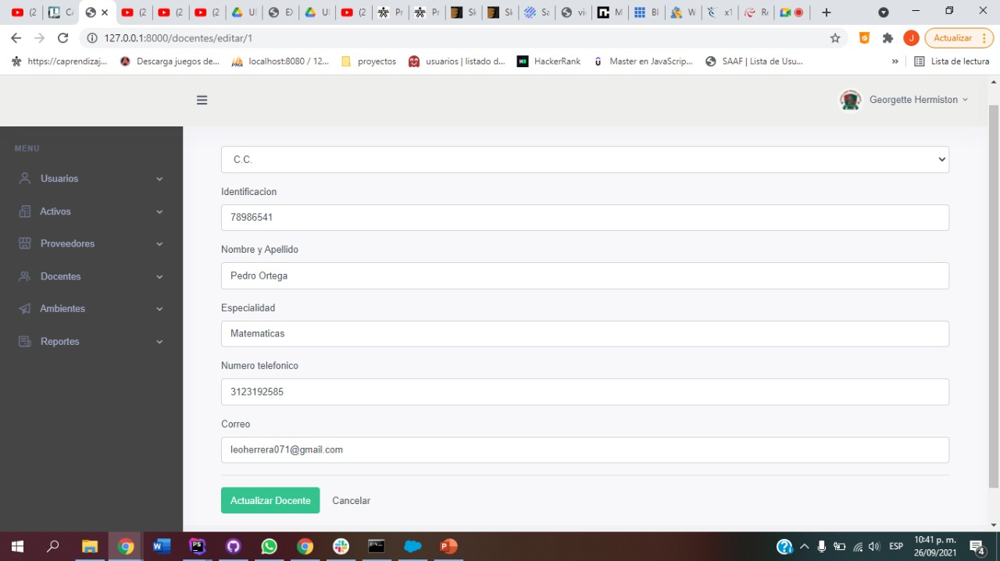 (2
Ca
(2
(2
(2
UI
EX
UI
(2
Pr
Pr
Sk
Sk
Sa
vi
M
Bl
W
x1
Re
127.0.0.1:8000/docentes/editar/1
J
Actualizar
https://caprendizaj...
Descarga juegos de...
localhost:8080 / 12...
proyectos
usuarios | listado d...
HackerRank
Master en JavaScrip...
SAAF | Lista de Usu...
»
Lista de lectura
Georgette Hermiston
MENU
Usuarios
Activos
Proveedores
Docentes
Ambientes
Reportes
C.C.
Identificacion
78986541
Nombre y Apellido
Pedro Ortega
Especialidad
Matematicas
Numero telefonico
3123192585
Correo
leoherrera071@gmail.com
Actualizar Docente
Cancelar
ESP
10:41 p. m.
26/09/2021
4